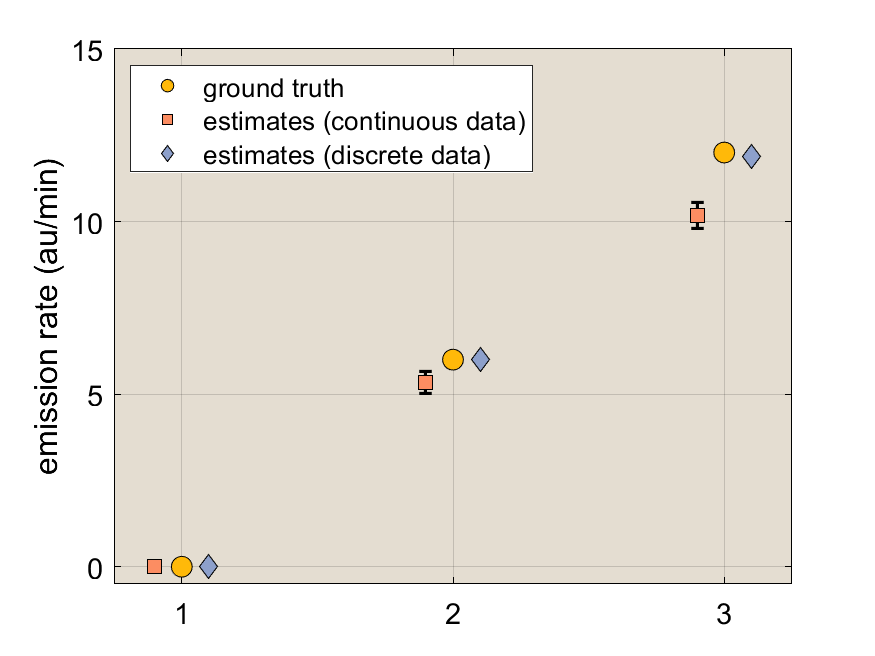 15
ground truth
estimates (continuous data)
estimates (discrete data)
10
emission rate (au/min)
5
0
1 2 3